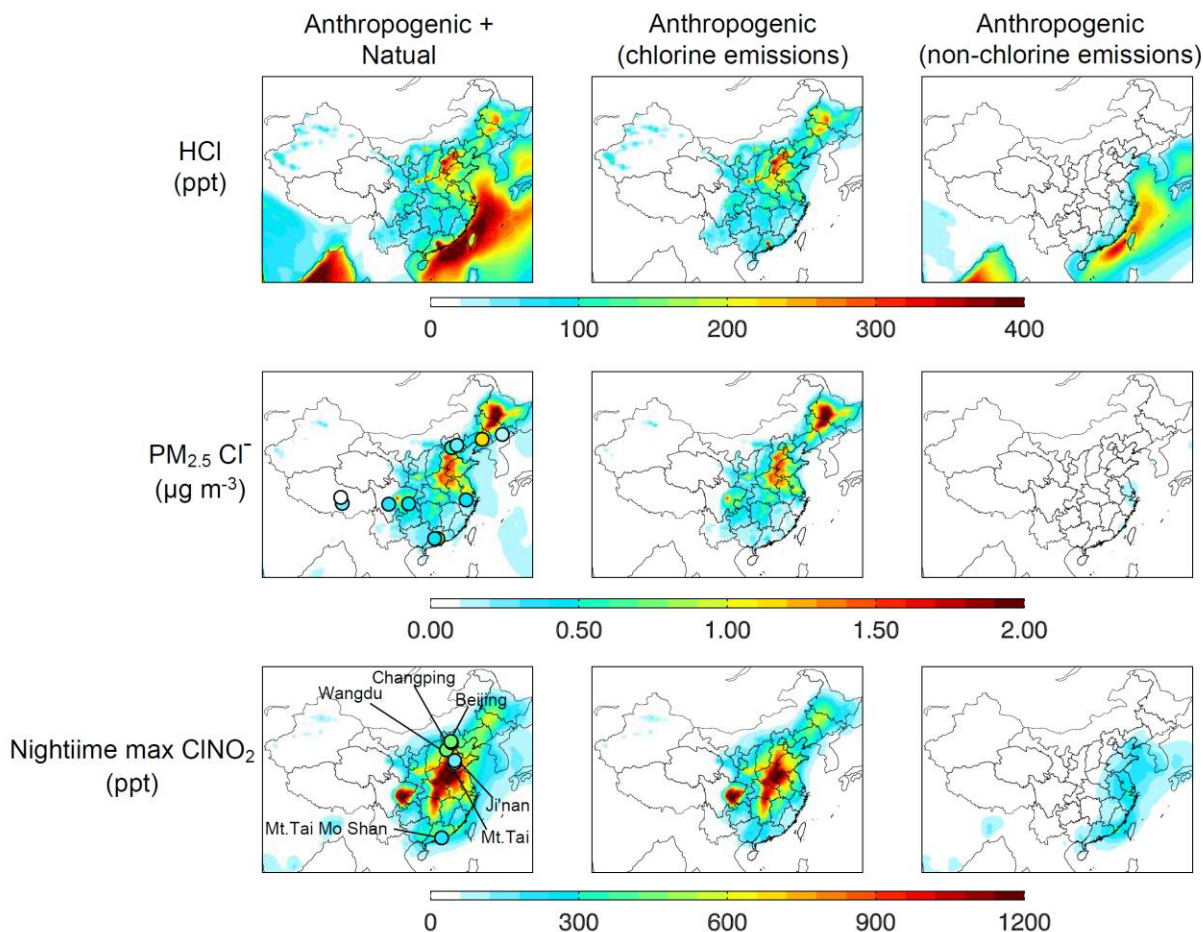 Anthropogenic +
Natual
Anthropogenic
(chlorine emissions)
Anthropogenic
(non-chlorine emissions)
HCl
(ppt)
0 100 200 300 400
PM2.5 Cl⁻
(µg m⁻³)
0.00 0.50 1.00 1.50 2.00
Changping
Wangdu
Beijing
Nightiime max ClNO2
(ppt)
Ji'nan
Mt.Tai Mo Shan
Mt.Tai
0 300 600 900 1200